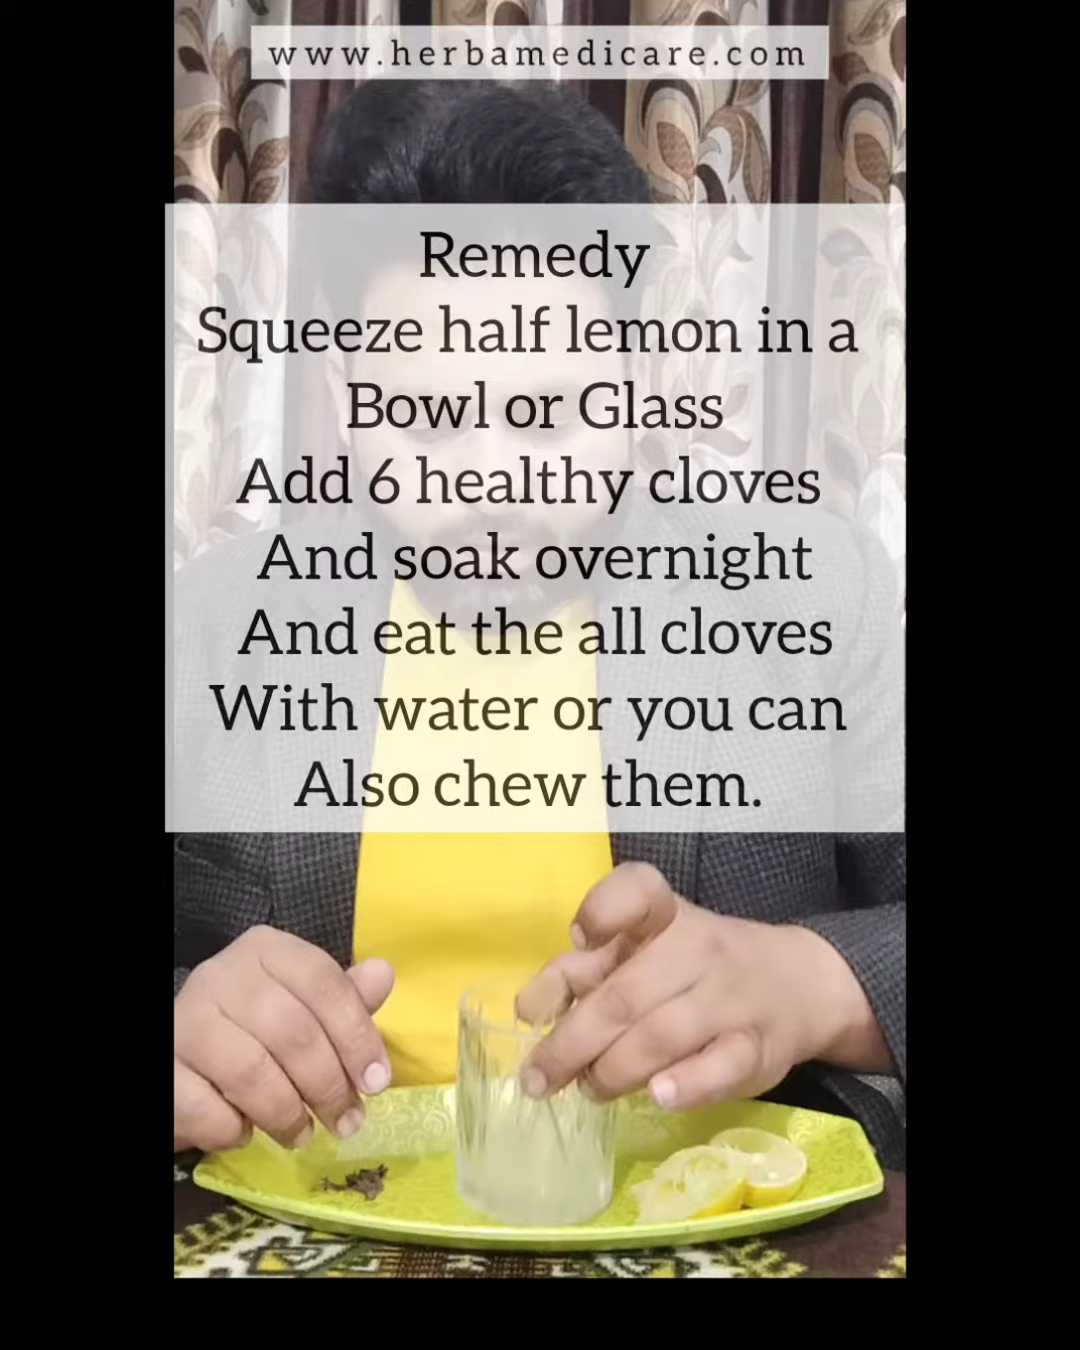 www.herbamedicare.com
Remedy
Squeeze half lemon in a
Bowl or Glass
Add 6 healthy cloves
And soak overnight
And eat the all cloves
With water or you can
Also chew them.